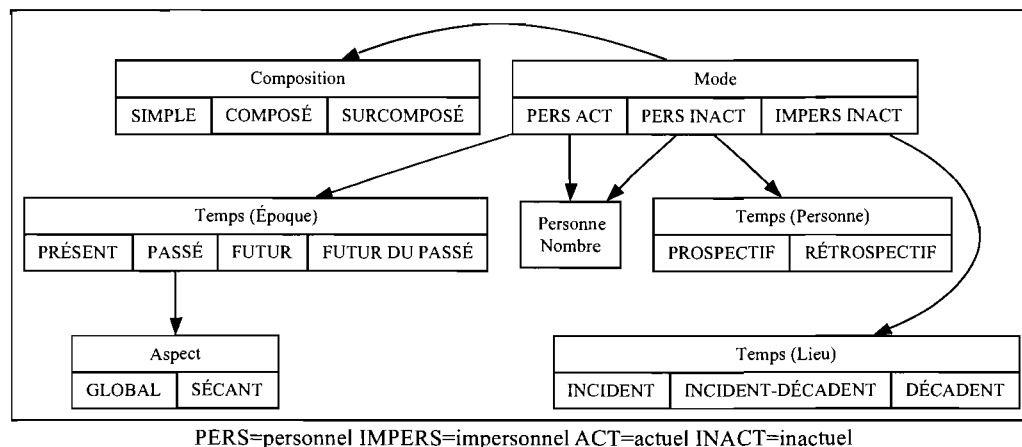 Composition
SIMPLE COMPOSÉ SURCOMPOSÉ
Mode
PERS ACT PERS INACT IMPERS INACT
Temps (Époque)
PRÉSENT PASSÉ FUTUR FUTUR DU PASSÉ
Personne
Nombre
Temps (Personne)
PROSPECTIF RÉTROSPECTIF
Aspect
GLOBAL SÉCANT
Temps (Lieu)
INCIDENT INCIDENT-DÉCADENT DÉCADENT
PERS=personnel IMPERS=impersonnel ACT=actuel INACT=inactuel